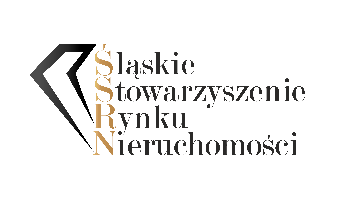 Śląskie
Stowarzyszenie
Rynku
Nieruchomości